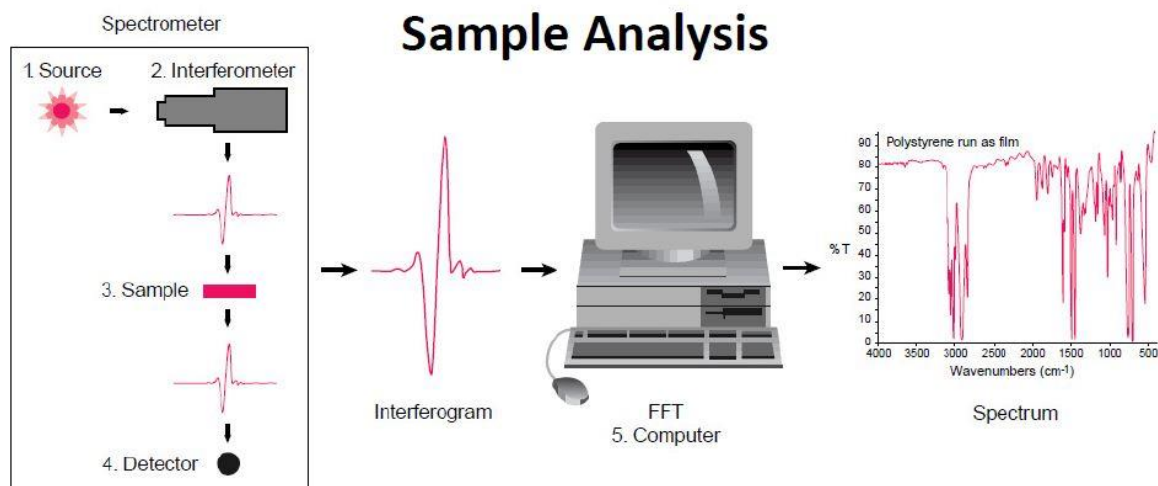 Sample Analysis
Spectrometer
1. Source
2. Interferometer
3. Sample
4. Detector
Interferogram
FFT
5. Computer
Polystyrene run as film
%T
90
80
70
60
50
40
30
20
10
0
4000 3000 2500 2000 1500 1000 500
Wavenumbers (cm-1)
Spectrum